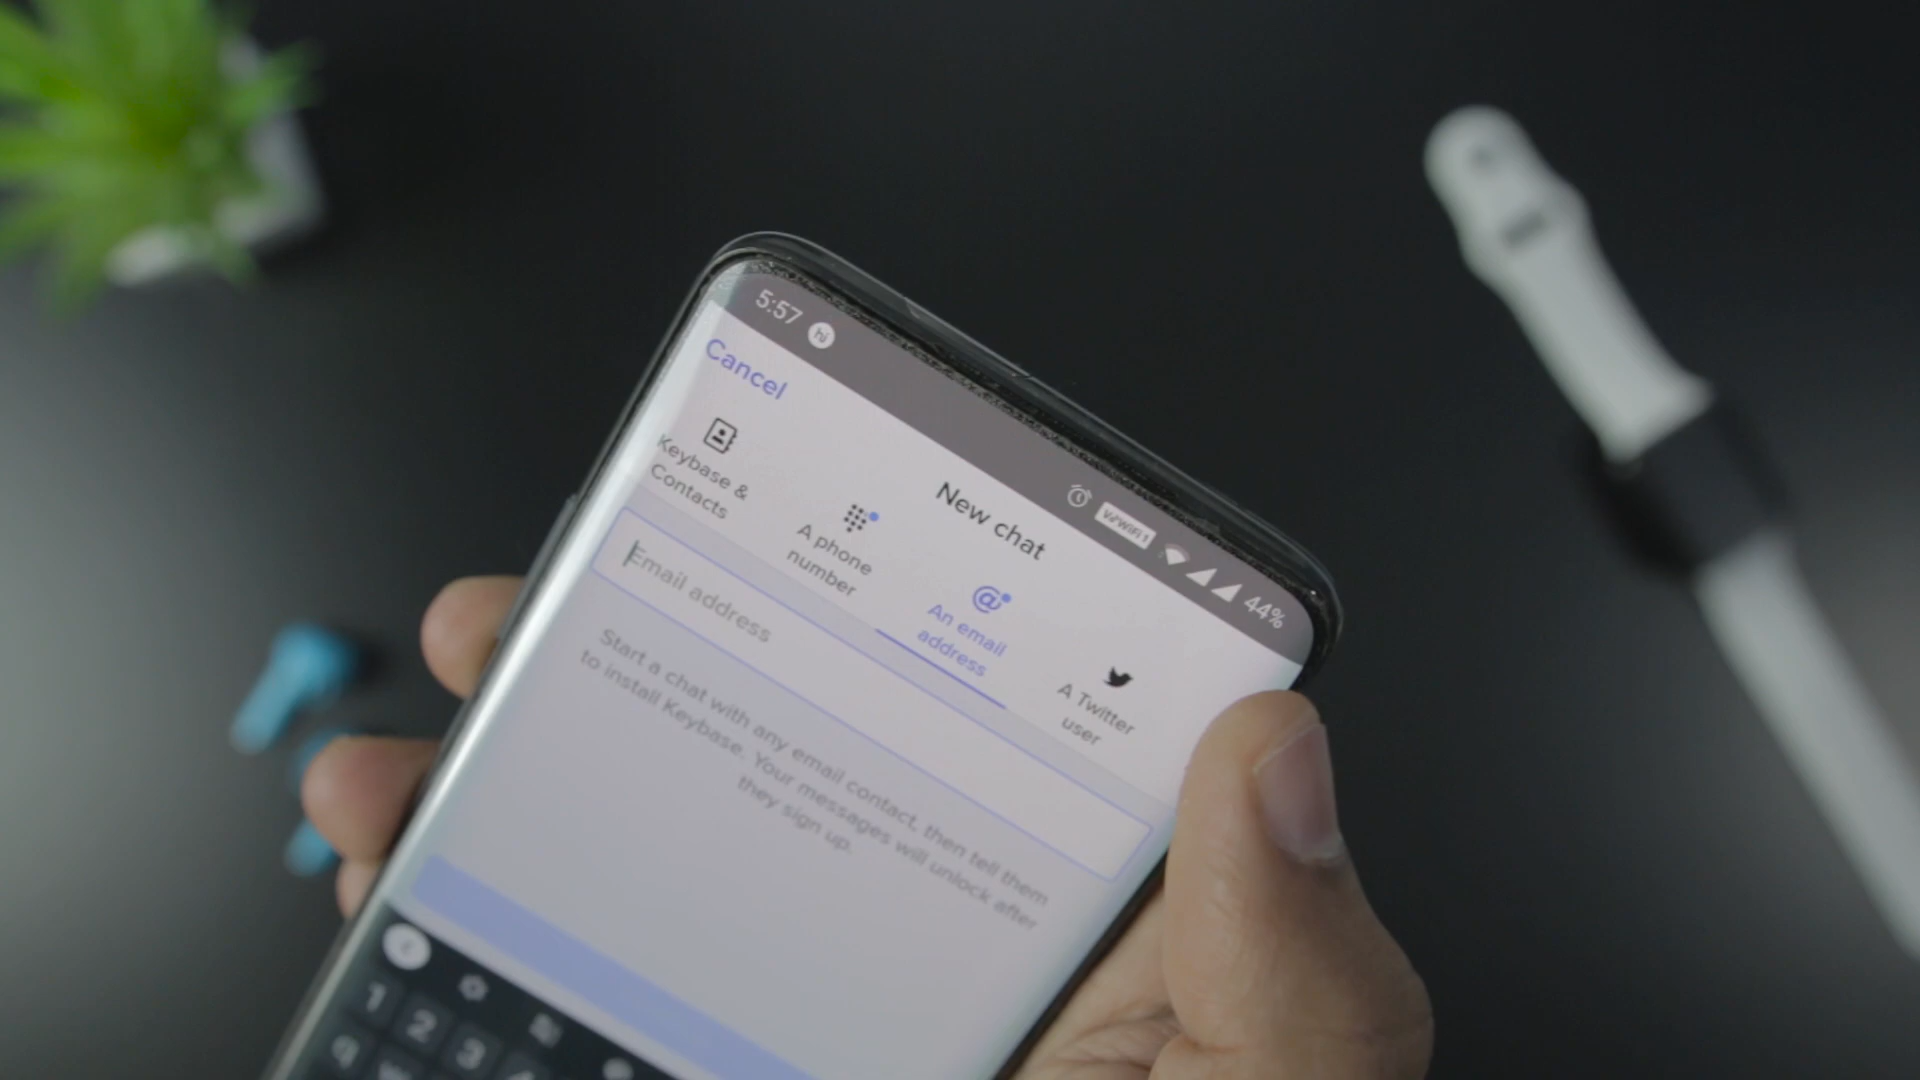 5:57 hi
VoWiFi1 44%
Cancel
New chat
Keybase &
Contacts
A phone
number
An email
address
A Twitter
user
Email address
Start a chat with any email contact, then tell them
to install Keybase. Your messages will unlock after
they sign up.
1 2 3
q w